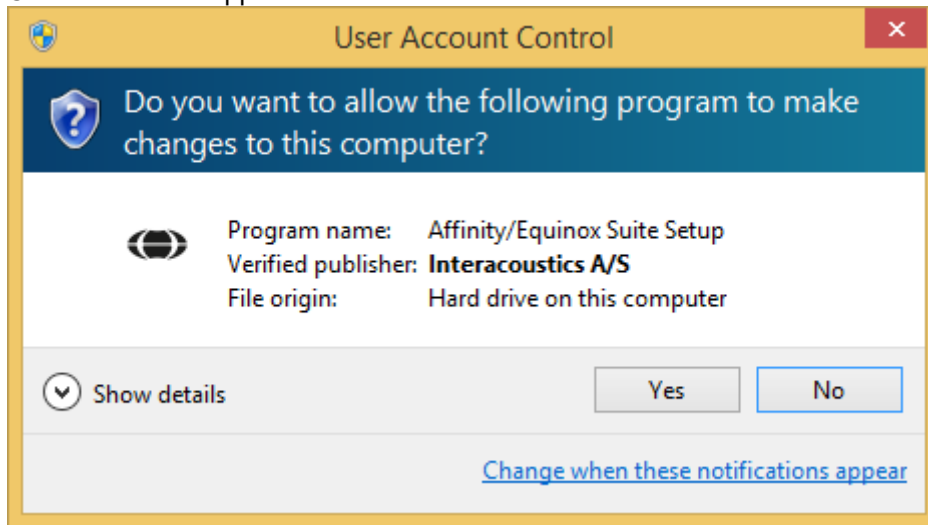 User Account Control
Do you want to allow the following program to make
changes to this computer?
Program name: Affinity/Equinox Suite Setup
Verified publisher: Interacoustics A/S
File origin: Hard drive on this computer
Show details
Yes
No
Change when these notifications appear